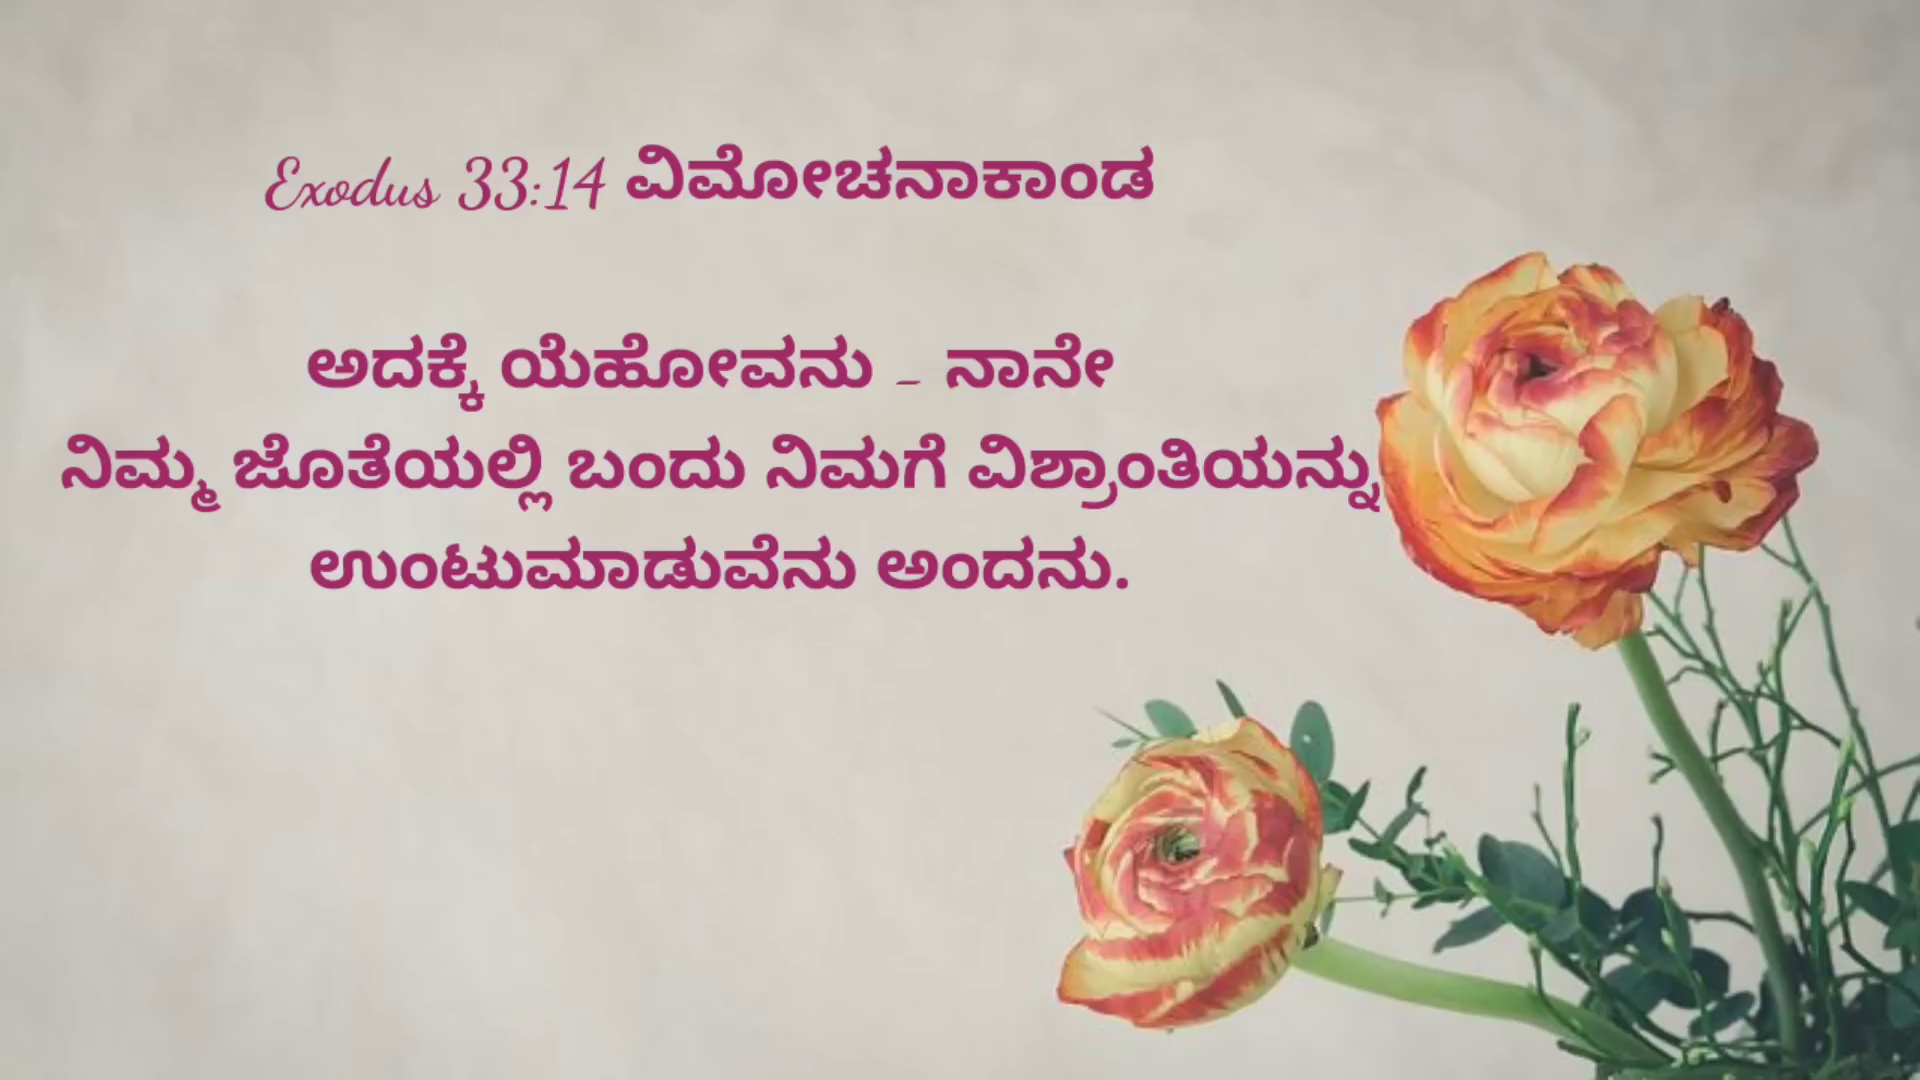 Exodus 33:14 ವಿಮೋಚನಾಕಾಂಡ
ಅದಕ್ಕೆ ಯೆಹೋವನು - ನಾನೇ
ನಿಮ್ಮ ಜೊತೆಯಲ್ಲಿ ಬಂದು ನಿಮಗೆ ವಿಶ್ರಾಂತಿಯನ್ನು
ಉಂಟುಮಾಡುವೆನು ಅಂದನು.